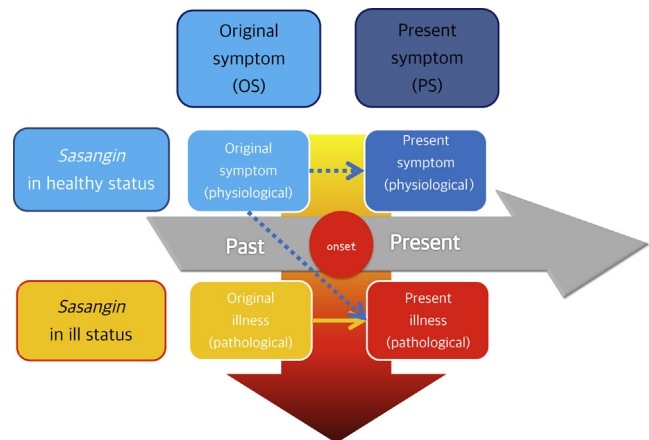 Original
symptom
(OS)
Present
symptom
(PS)
Sasangin
in healthy status
Original
symptom
(physiological)
Present
symptom
(physiological)
Past
onset
Present
Sasangin
in ill status
Original
illness
(pathological)
Present
illness
(pathological)